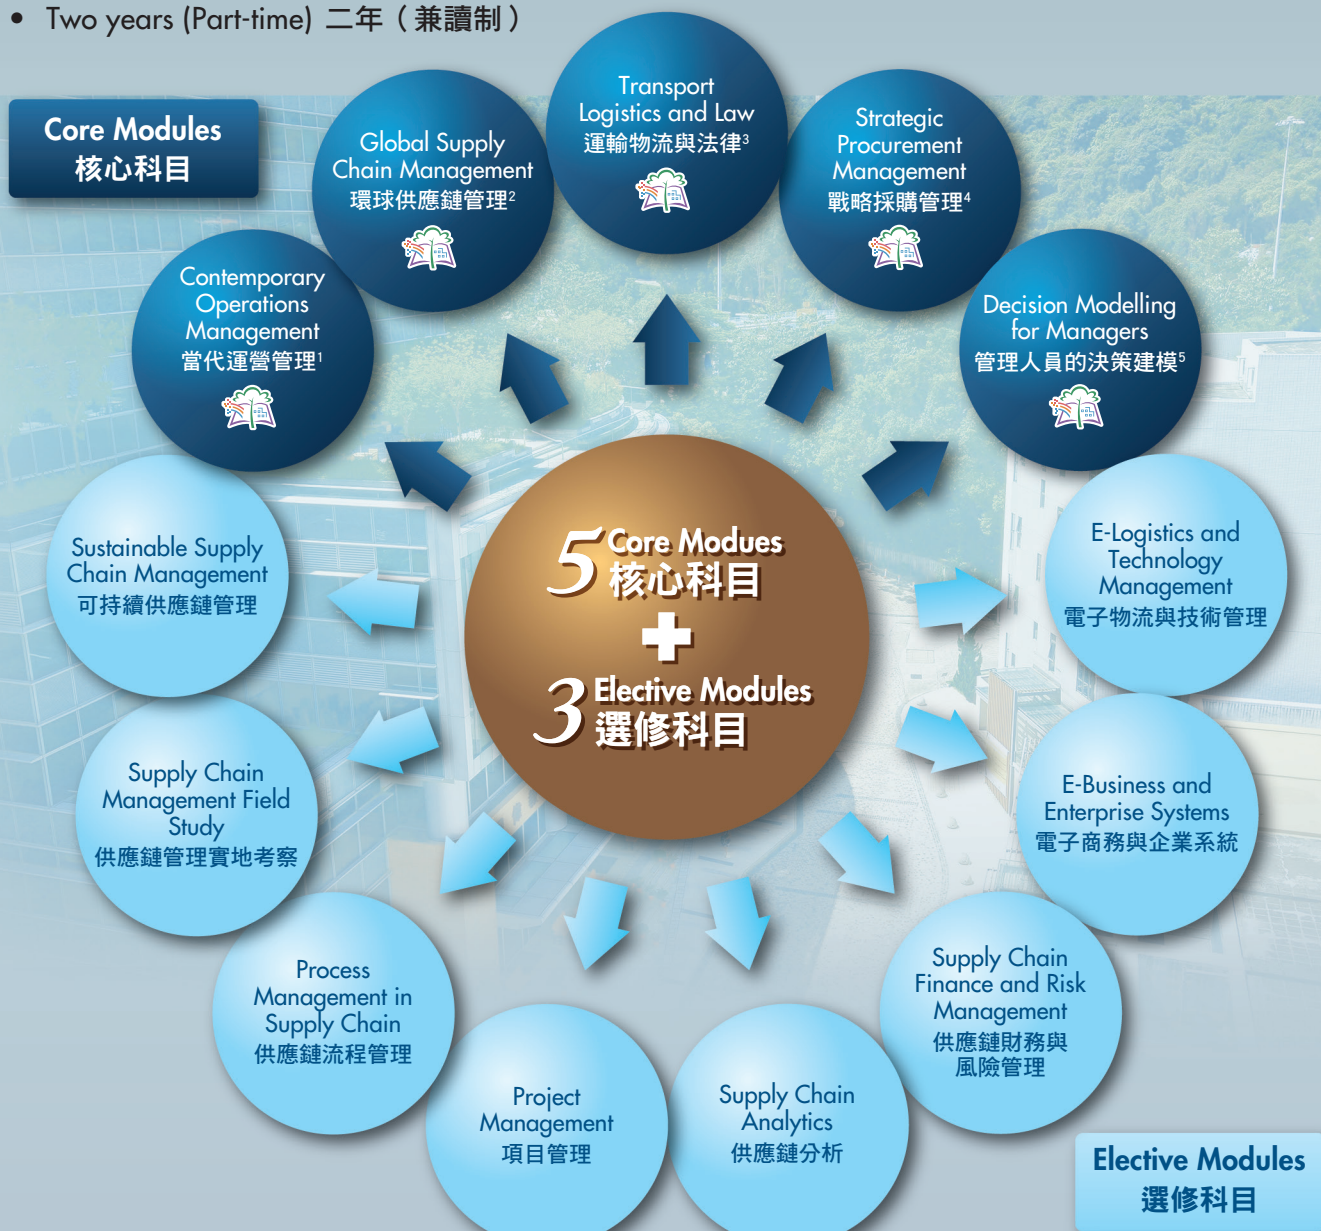 • Two years (Part-time) 二年（兼讀制）
Core Modules
核心科目
Contemporary
Operations
Management
當代運營管理1
Global Supply
Chain Management
環球供應鏈管理2
Transport
Logistics and Law
運輸物流與法律3
Strategic
Procurement
Management
戰略採購管理4
Decision Modelling
for Managers
管理人員的決策建模5
5 Core Modues
核心科目
+
3 Elective Modules
選修科目
E-Logistics and
Technology
Management
電子物流與技術管理
E-Business and
Enterprise Systems
電子商務與企業系統
Supply Chain
Finance and Risk
Management
供應鏈財務與
風險管理
Supply Chain
Analytics
供應鏈分析
Project
Management
項目管理
Process
Management in
Supply Chain
供應鏈流程管理
Supply Chain
Management Field
Study
供應鏈管理實地考察
Sustainable Supply
Chain Management
可持續供應鏈管理
Elective Modules
選修科目